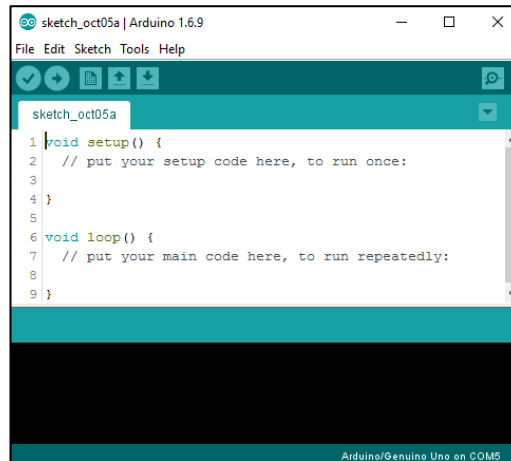 sketch_oct05a | Arduino 1.6.9
File Edit Sketch Tools Help
sketch_oct05a
1 void setup() {
2   // put your setup code here, to run once:
3
4 }
5
6 void loop() {
7   // put your main code here, to run repeatedly:
8
9 }
Arduino/Genuino Uno on COM5